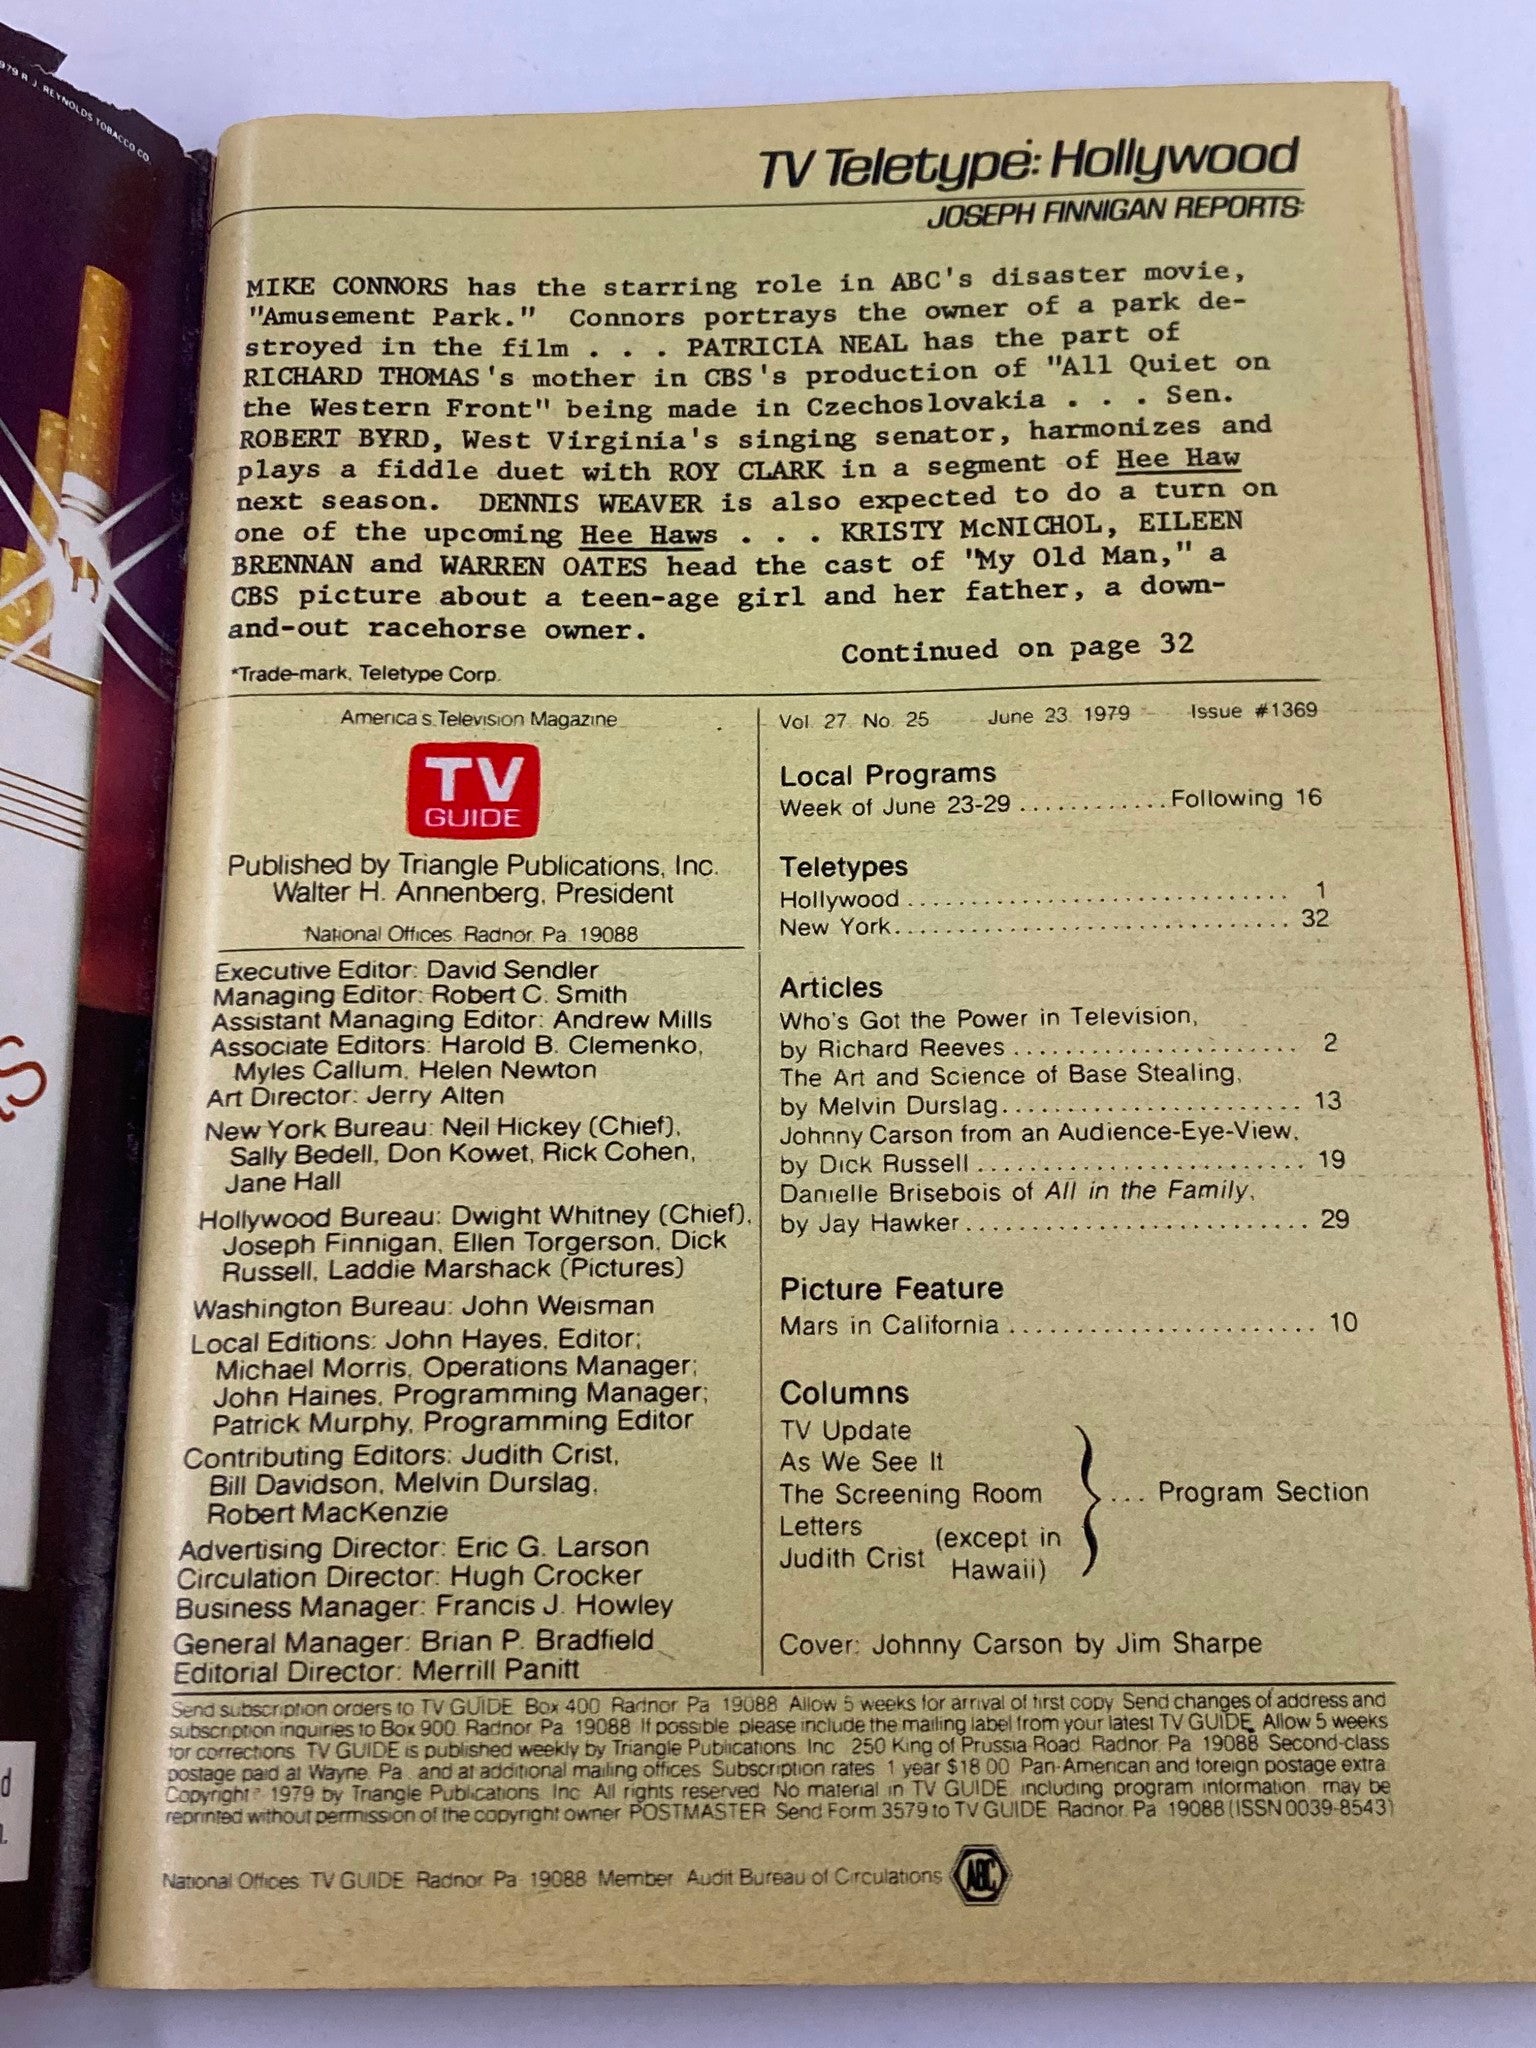 1979 R. J. REYNOLDS TOBACCO CO.
TV Teletype: Hollywood
JOSEPH FINNIGAN REPORTS:
MIKE CONNORS has the starring role in ABC's disaster movie,
"Amusement Park." Connors portrays the owner of a park de-
stroyed in the film . . . PATRICIA NEAL has the part of
RICHARD THOMAS's mother in CBS's production of "All Quiet on
the Western Front" being made in Czechoslovakia . . . Sen.
ROBERT BYRD, West Virginia's singing senator, harmonizes and
plays a fiddle duet with ROY CLARK in a segment of Hee Haw
next season. DENNIS WEAVER is also expected to do a turn on
one of the upcoming Hee Haws . . . KRISTY McNICHOL, EILEEN
BRENNAN and WARREN OATES head the cast of "My Old Man," a
CBS picture about a teen-age girl and her father, a down-
and-out racehorse owner.
Continued on page 32
*Trade-mark, Teletype Corp.
America's Television Magazine
TV
GUIDE
Published by Triangle Publications, Inc.
Walter H. Annenberg, President
National Offices, Radnor, Pa. 19088
Executive Editor: David Sendler
Managing Editor: Robert C. Smith
Assistant Managing Editor: Andrew Mills
Associate Editors: Harold B. Clemenko,
Myles Callum, Helen Newton
Art Director: Jerry Alten
New York Bureau: Neil Hickey (Chief),
Sally Bedell, Don Kowet, Rick Cohen,
Jane Hall
Hollywood Bureau: Dwight Whitney (Chief),
Joseph Finnigan, Ellen Torgerson, Dick
Russell, Laddie Marshack (Pictures)
Washington Bureau: John Weisman
Local Editions: John Hayes, Editor;
Michael Morris, Operations Manager;
John Haines, Programming Manager;
Patrick Murphy, Programming Editor
Contributing Editors: Judith Crist,
Bill Davidson, Melvin Durslag,
Robert MacKenzie
Advertising Director: Eric G. Larson
Circulation Director: Hugh Crocker
Business Manager: Francis J. Howley
General Manager: Brian P. Bradfield
Editorial Director: Merrill Panitt
Vol. 27, No. 25 June 23, 1979 Issue #1369
Local Programs
Week of June 23-29 ............Following 16
Teletypes
Hollywood .............................. 1
New York................................. 32
Articles
Who's Got the Power in Television,
by Richard Reeves ...................... 2
The Art and Science of Base Stealing,
by Melvin Durslag....................... 13
Johnny Carson from an Audience-Eye-View,
by Dick Russell ......................... 19
Danielle Brisebois of All in the Family,
by Jay Hawker........................... 29
Picture Feature
Mars in California ........................ 10
Columns
TV Update
As We See It
The Screening Room ... Program Section
Letters
Judith Crist (except in
Hawaii)
Cover: Johnny Carson by Jim Sharpe
Send subscription orders to TV GUIDE, Box 400, Radnor, Pa. 19088. Allow 5 weeks for arrival of first copy. Send changes of address and
subscription inquiries to Box 900, Radnor, Pa. 19088. If possible, please include the mailing label from your latest TV GUIDE. Allow 5 weeks
for corrections. TV GUIDE is published weekly by Triangle Publications, Inc., 250 King of Prussia Road, Radnor, Pa. 19088. Second-class
postage paid at Wayne, Pa., and at additional mailing offices. Subscription rates: 1 year $18.00. Pan-American and foreign postage extra.
Copyright © 1979 by Triangle Publications, Inc. All rights reserved. No material in TV GUIDE, including program information, may be
reprinted without permission of the copyright owner. POSTMASTER: Send Form 3579 to TV GUIDE, Radnor, Pa. 19088 (ISSN 0039-8543)
National Offices: TV GUIDE, Radnor, Pa. 19088. Member, Audit Bureau of Circulations
ABC